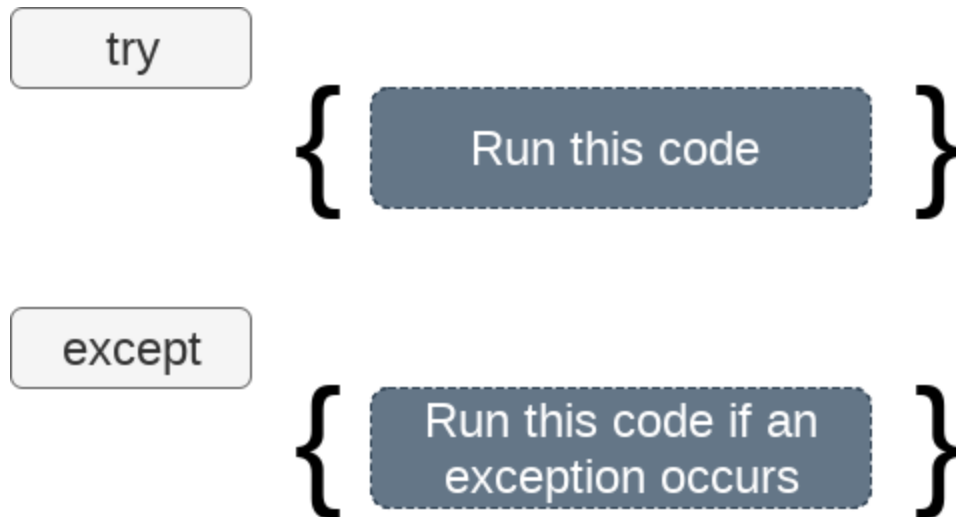 try
{ Run this code }
except
{ Run this code if an
exception occurs }